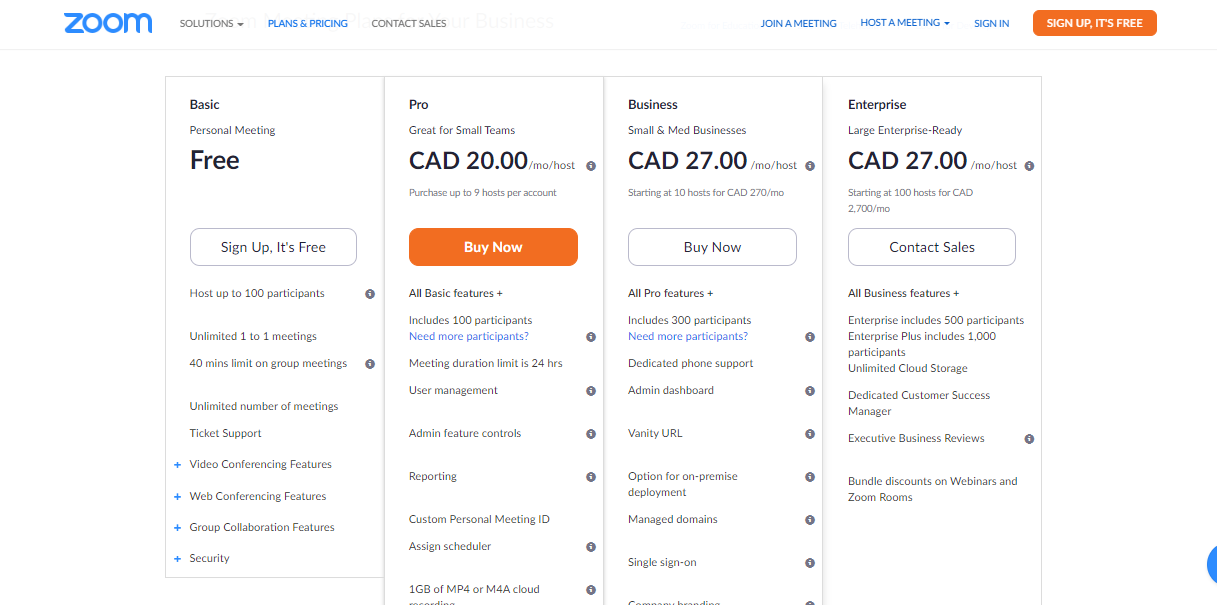 zoom
SOLUTIONS
PLANS & PRICING
CONTACT SALES
Your Business
JOIN A MEETING
HOST A MEETING
SIGN IN
SIGN UP, IT'S FREE
Basic
Personal Meeting
Free
Sign Up, It's Free
Host up to 100 participants
Unlimited 1 to 1 meetings
40 mins limit on group meetings
Unlimited number of meetings
Ticket Support
+ Video Conferencing Features
+ Web Conferencing Features
+ Group Collaboration Features
+ Security
Pro
Great for Small Teams
CAD 20.00/mo/host
Purchase up to 9 hosts per account
Buy Now
All Basic features +
Includes 100 participants
Need more participants?
Meeting duration limit is 24 hrs
User management
Admin feature controls
Reporting
Custom Personal Meeting ID
Assign scheduler
1GB of MP4 or M4A cloud
recording
Business
Small & Med Businesses
CAD 27.00 /mo/host
Starting at 10 hosts for CAD 270/mo
Buy Now
All Pro features +
Includes 300 participants
Need more participants?
Dedicated phone support
Admin dashboard
Vanity URL
Option for on-premise
deployment
Managed domains
Single sign-on
Company branding
Enterprise
Large Enterprise-Ready
CAD 27.00 /mo/host
Starting at 100 hosts for CAD
2,700/mo
Contact Sales
All Business features +
Enterprise includes 500 participants
Enterprise Plus includes 1,000
participants
Unlimited Cloud Storage
Dedicated Customer Success
Manager
Executive Business Reviews
Bundle discounts on Webinars and
Zoom Rooms